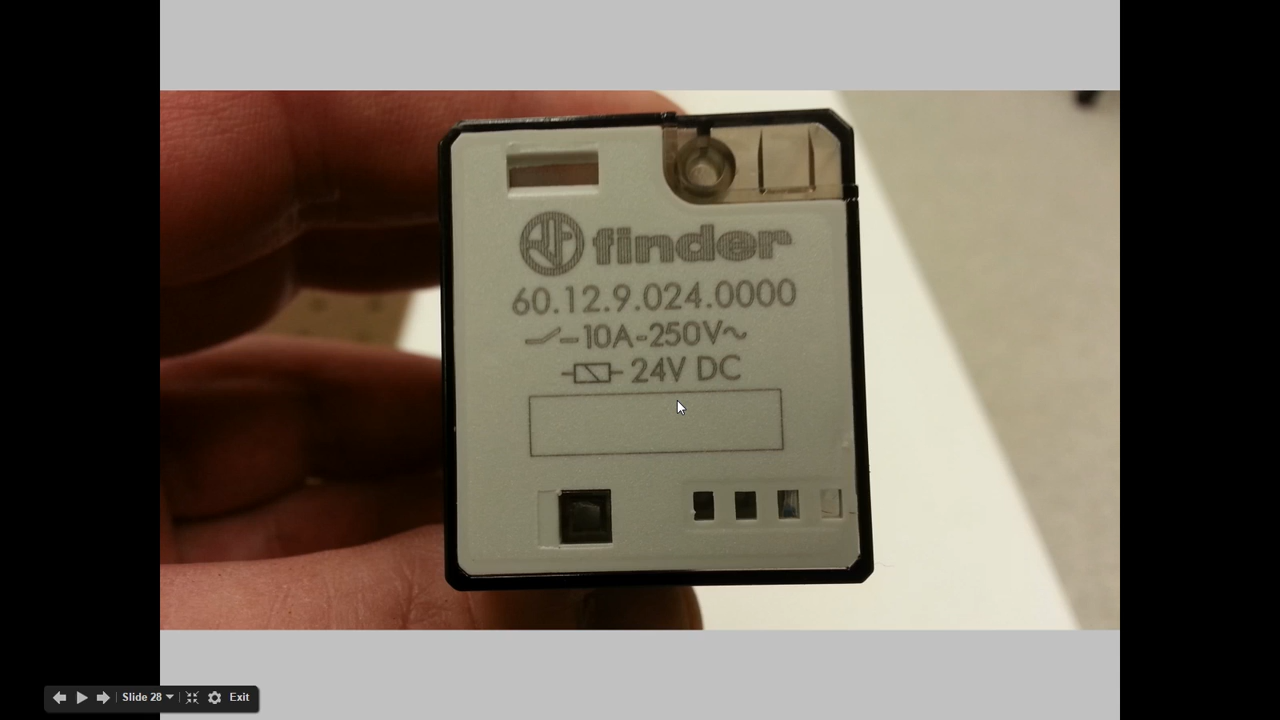 finder
60.12.9.024.0000
10A-250V~
24V DC
Slide 28
Exit